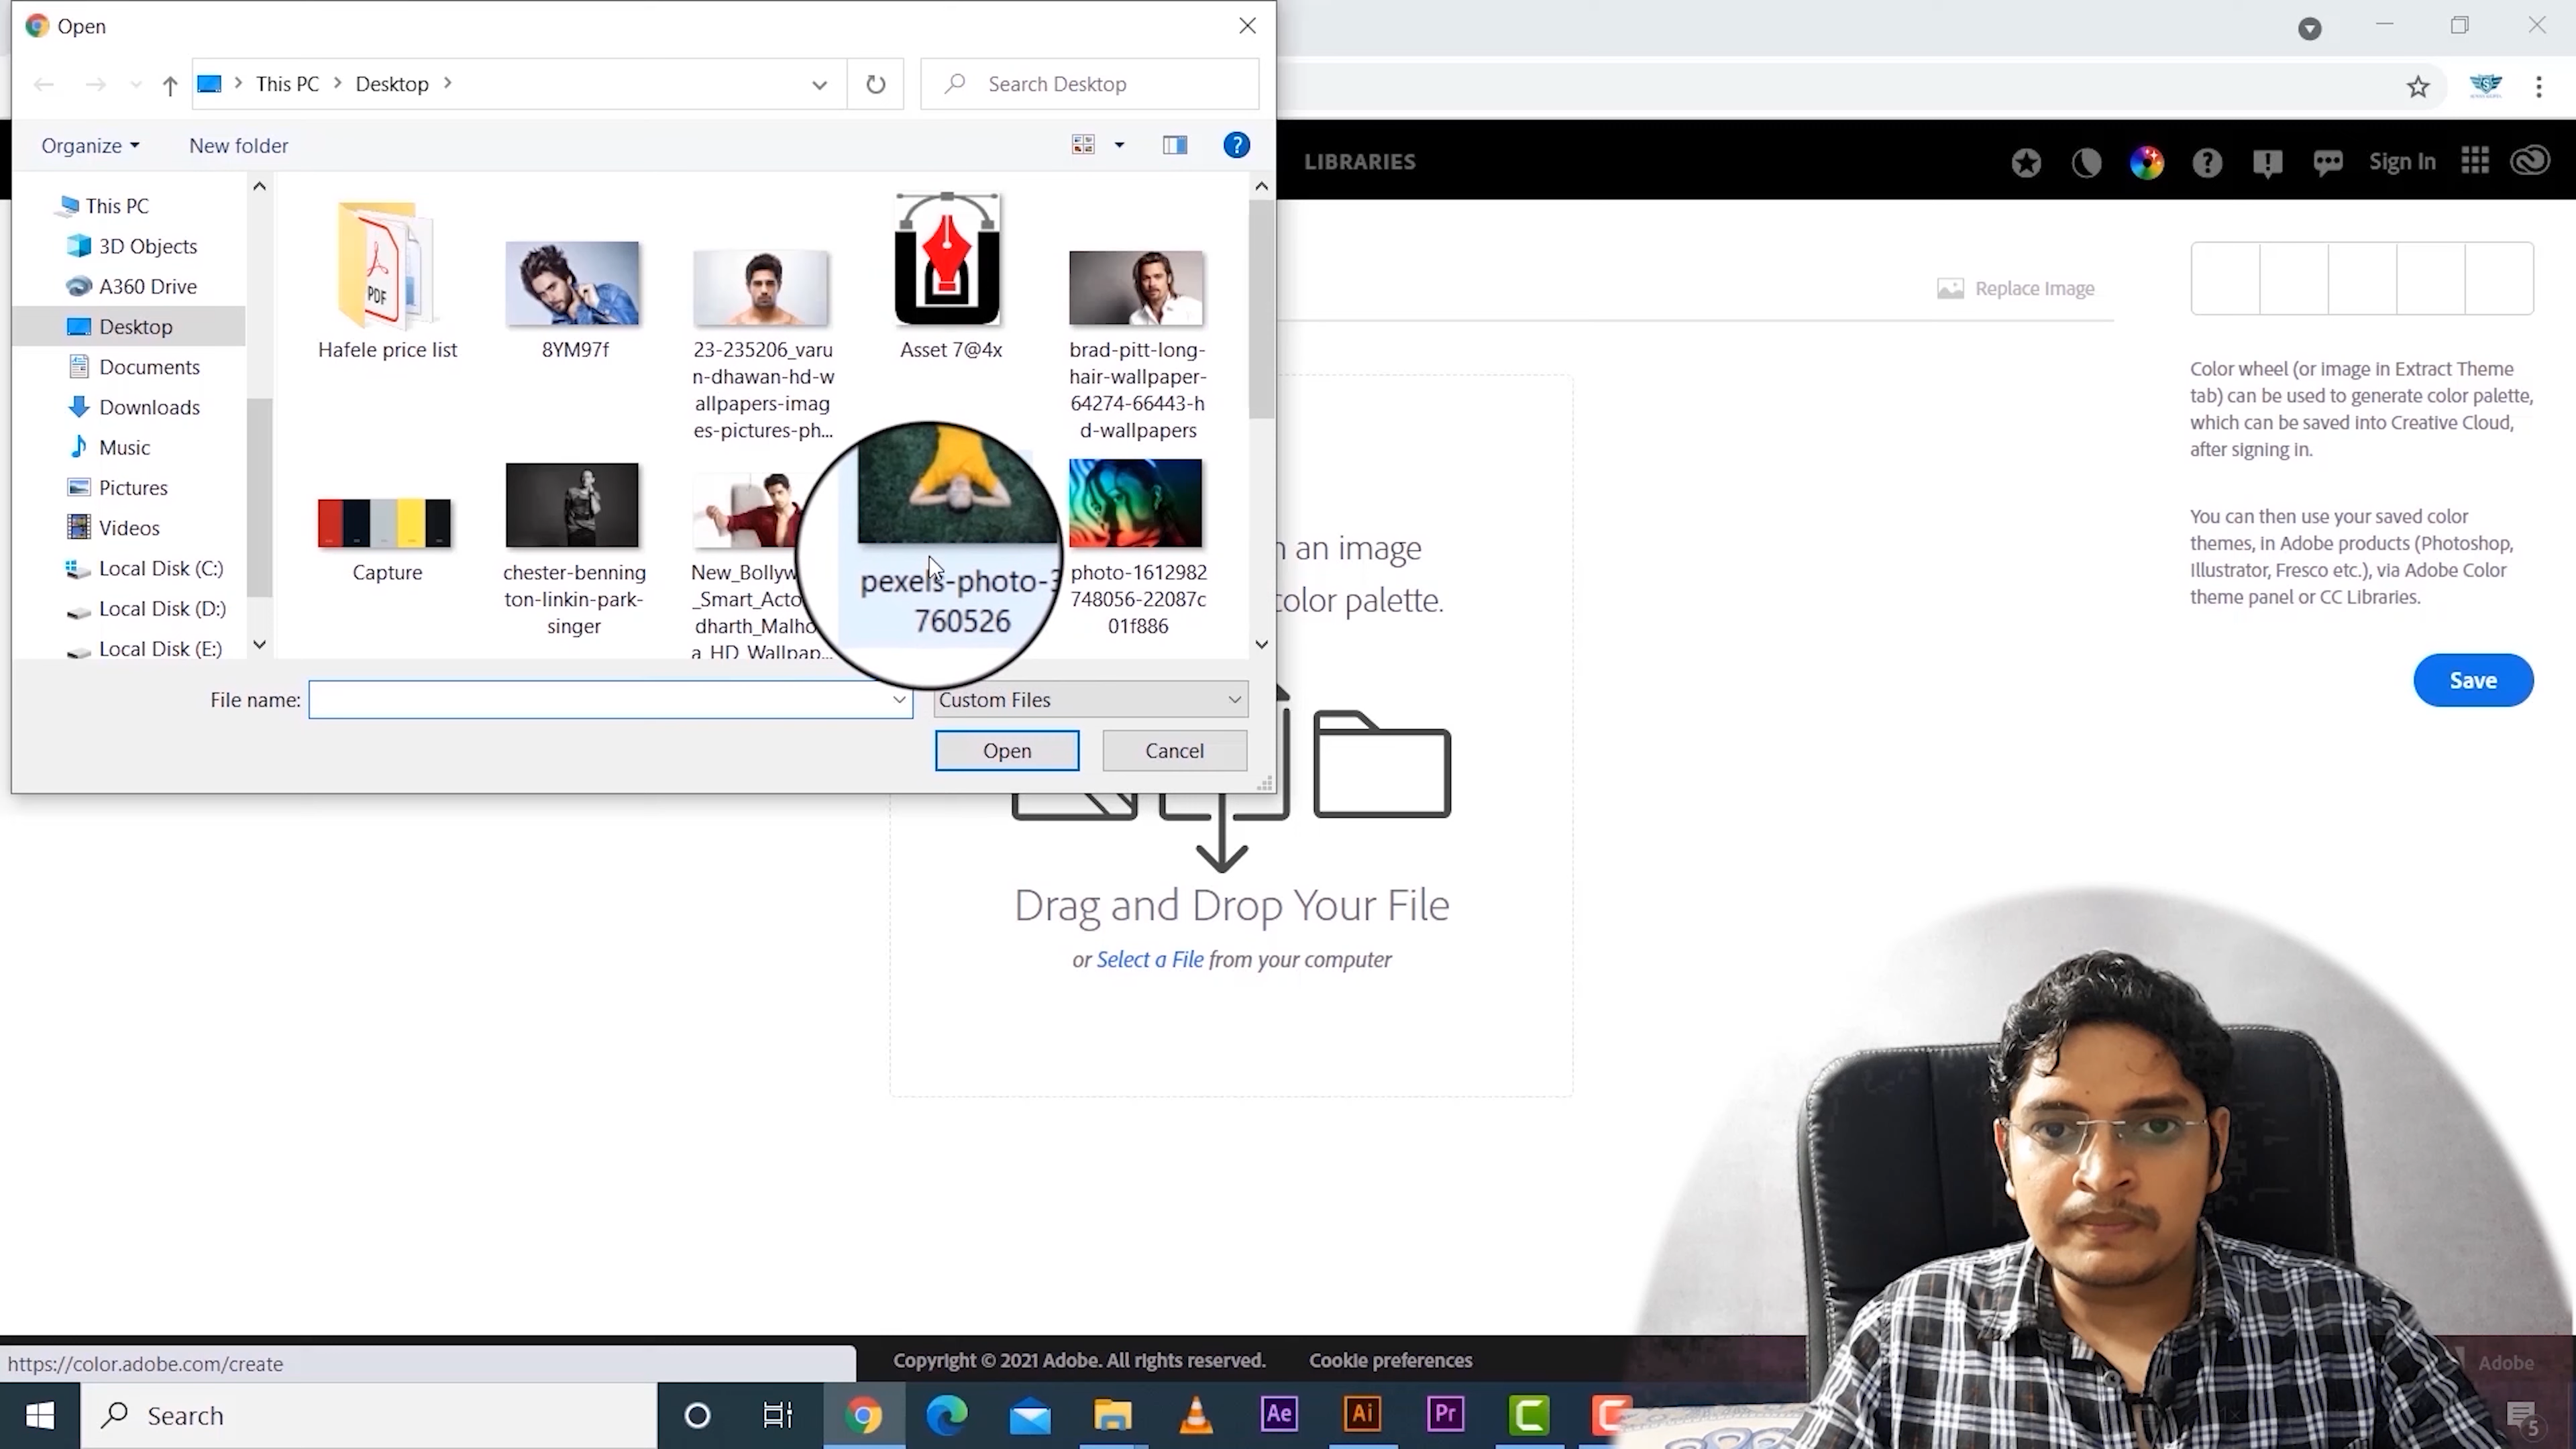 Open
This PC
Desktop
Search Desktop
Organize
New folder
This PC
3D Objects
A360 Drive
Desktop
Documents
Downloads
Music
Pictures
Videos
Local Disk (C:)
Local Disk (D:)
Local Disk (E:)
PDF
Hafele price list
8YM97f
23-235206_varu
n-dhawan-hd-w
allpapers-imag
es-pictures-ph...
Asset 7@4x
brad-pitt-long-
hair-wallpaper-
64274-66443-h
d-wallpapers
Capture
chester-benning
ton-linkin-park-
singer
New_Bollyw
_Smart_Acto
dharth_Malho
a_HD_Wallpap...
pexels-photo-3
760526
photo-1612982
748056-22087c
01f886
File name:
Custom Files
Open
Cancel
LIBRARIES
Sign In
Replace Image
Color wheel (or image in Extract Theme
tab) can be used to generate color palette,
which can be saved into Creative Cloud,
after signing in.
You can then use your saved color
themes, in Adobe products (Photoshop,
Illustrator, Fresco etc.), via Adobe Color
theme panel or CC Libraries.
Save
an image
color palette.
Drag and Drop Your File
or Select a File from your computer
https://color.adobe.com/create
Copyright © 2021 Adobe. All rights reserved.
Cookie preferences
Adobe
Search
Ae
Ai
Pr
5